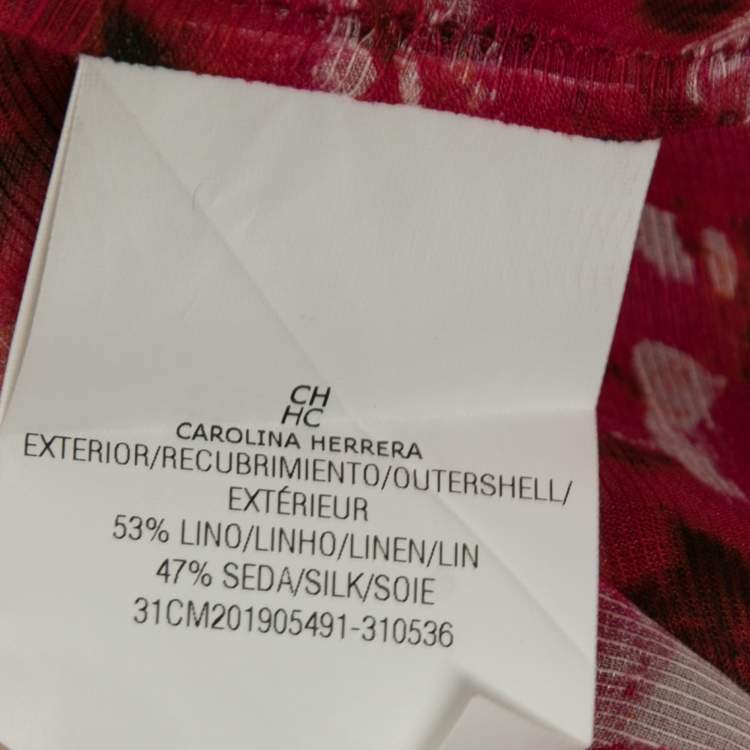 CH
HC
CAROLINA HERRERA
EXTERIOR/RECUBRIMIENTO/OUTERSHELL/
EXTÉRIEUR
53% LINO/LINHO/LINEN/LIN
47% SEDA/SILK/SOIE
31CM201905491-310536